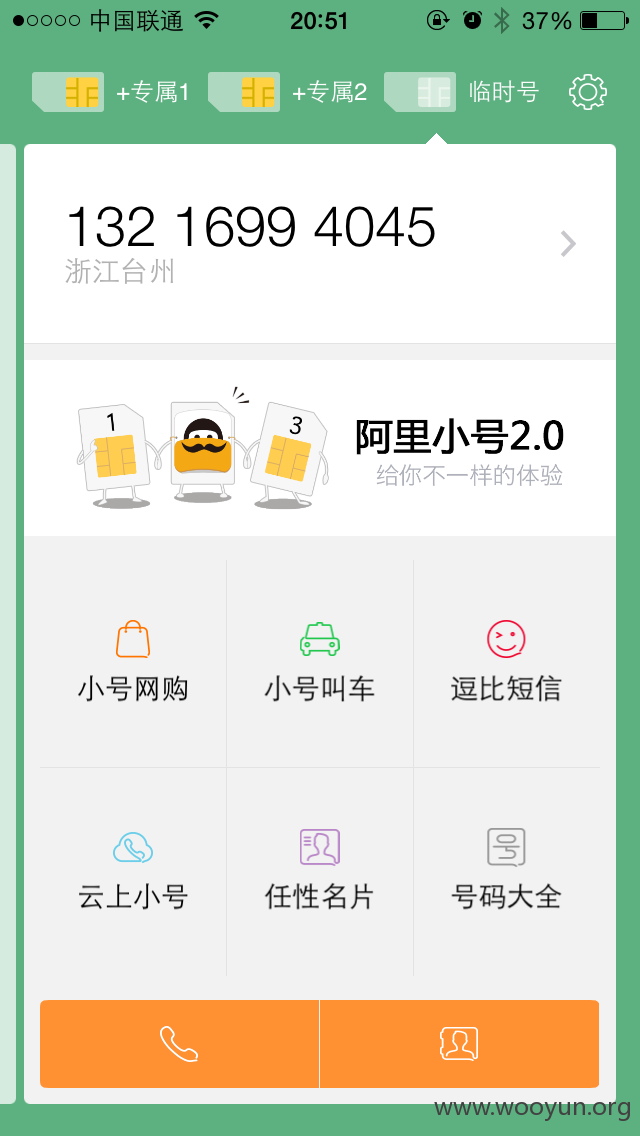 中国联通 20:51 37%
+专属1 +专属2 临时号
132 1699 4045
浙江台州
1 3
阿里小号2.0
给你不一样的体验
小号网购 小号叫车 逗比短信
云上小号 任性名片 号码大全
www.wooyun.org